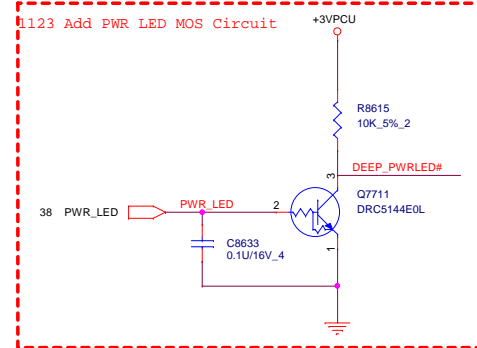 1123 Add PWR LED MOS Circuit
+3VPCU
R8615
10K_5%_2
3
DEEP_PWRLED#
Q7711
DRC5144E0L
38 PWR_LED
PWR_LED
2
C8633
0.1U/16V_4
1